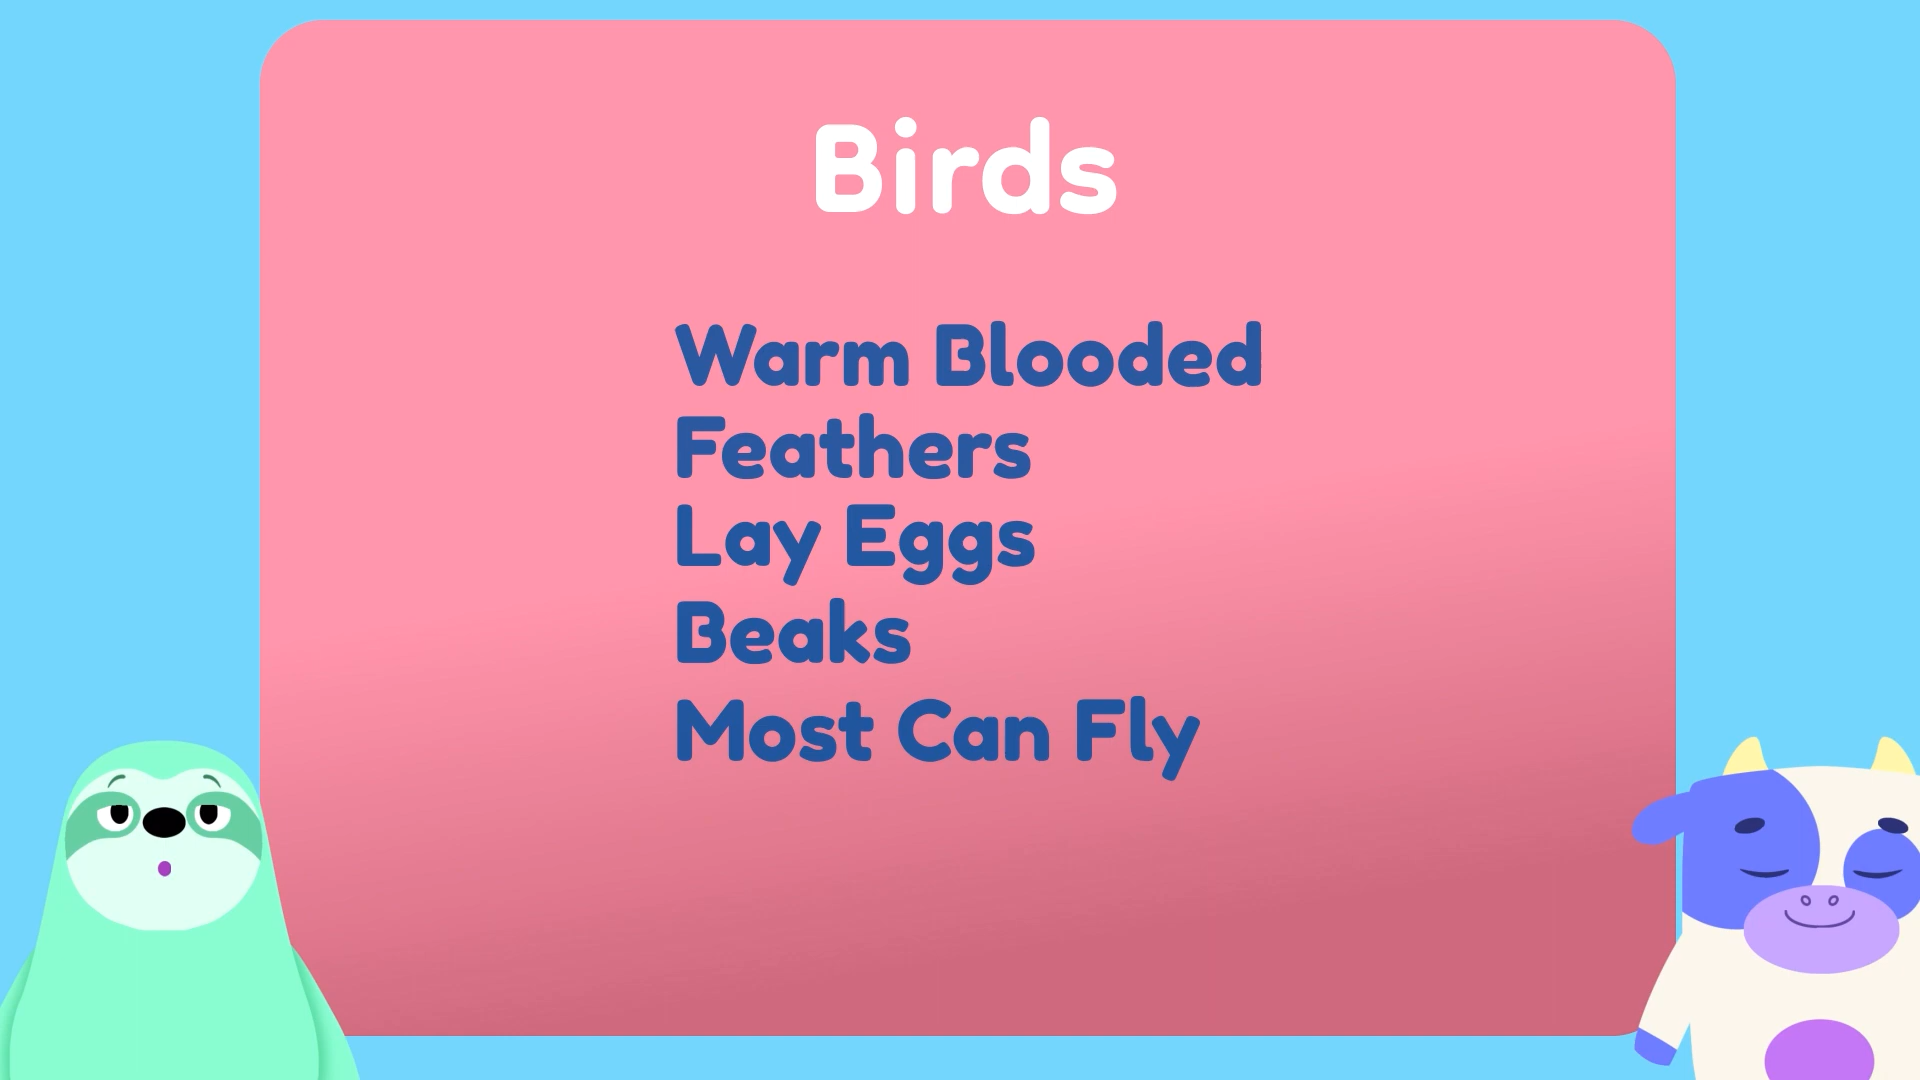 Birds
Warm Blooded
Feathers
Lay Eggs
Beaks
Most Can Fly